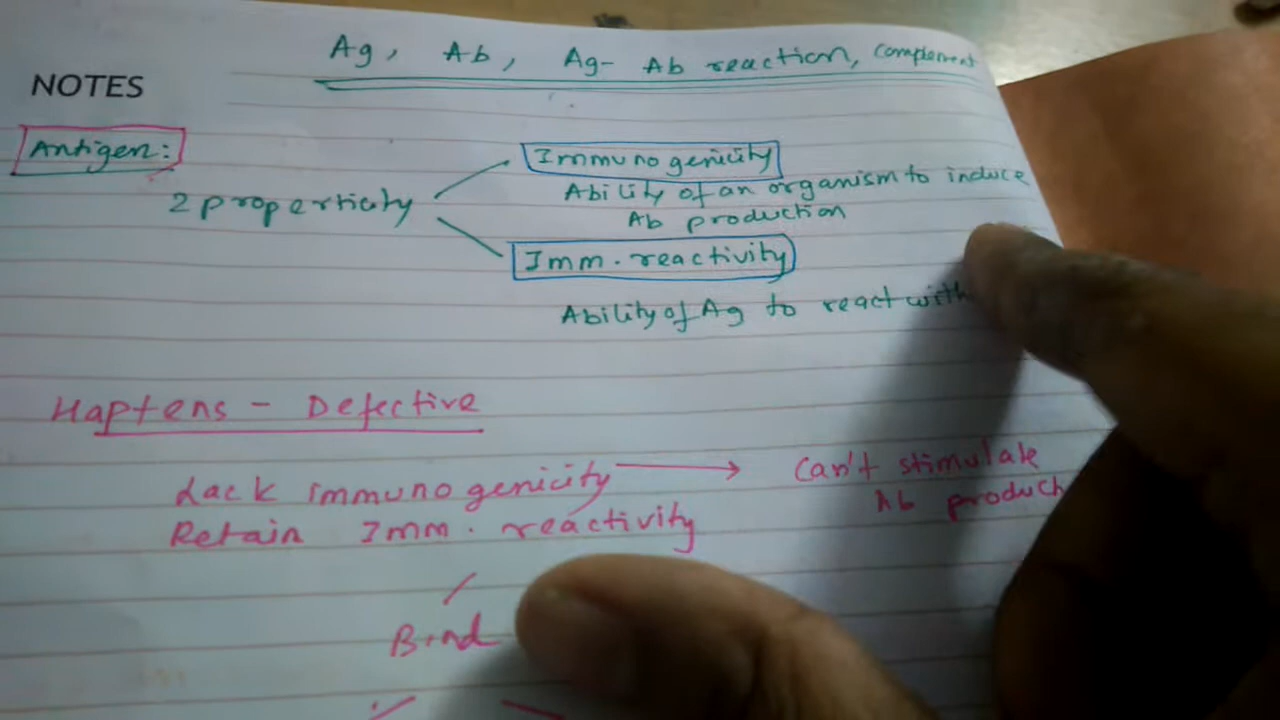 Ag, Ab, Ag- Ab reaction, complement
NOTES
Antigen:
Immunogenicity
Ability of an organism to induce
2 properticity
Ab production
Imm. reactivity
Ability of Ag to react with
Haptens - Defective
Lack immunogenicity → Can't stimulate
Ab product
Retain Imm. reactivity
Bind